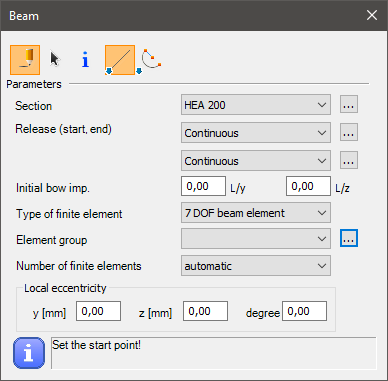 Beam
Parameters
Section HEA 200 ...
Release (start, end) Continuous ...
Continuous ...
Initial bow imp. 0,00 L/y 0,00 L/z
Type of finite element 7 DOF beam element
Element group ...
Number of finite elements automatic
Local eccentricity
y [mm] 0,00 z [mm] 0,00 degree 0,00
Set the start point!